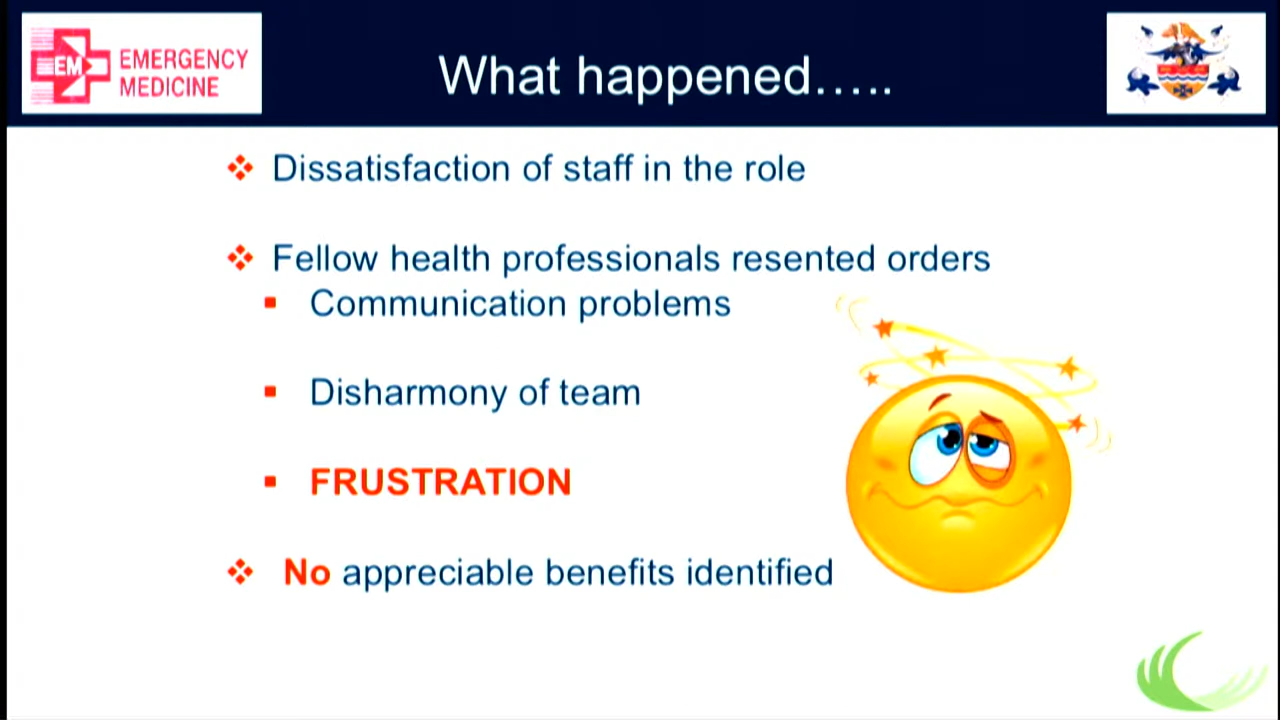 EM
EMERGENCY
MEDICINE
What happened…..
Dissatisfaction of staff in the role
Fellow health professionals resented orders
Communication problems
Disharmony of team
FRUSTRATION
No appreciable benefits identified